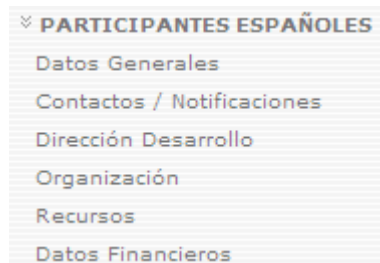 PARTICIPANTES ESPAÑOLES
Datos Generales
Contactos / Notificaciones
Dirección Desarrollo
Organización
Recursos
Datos Financieros